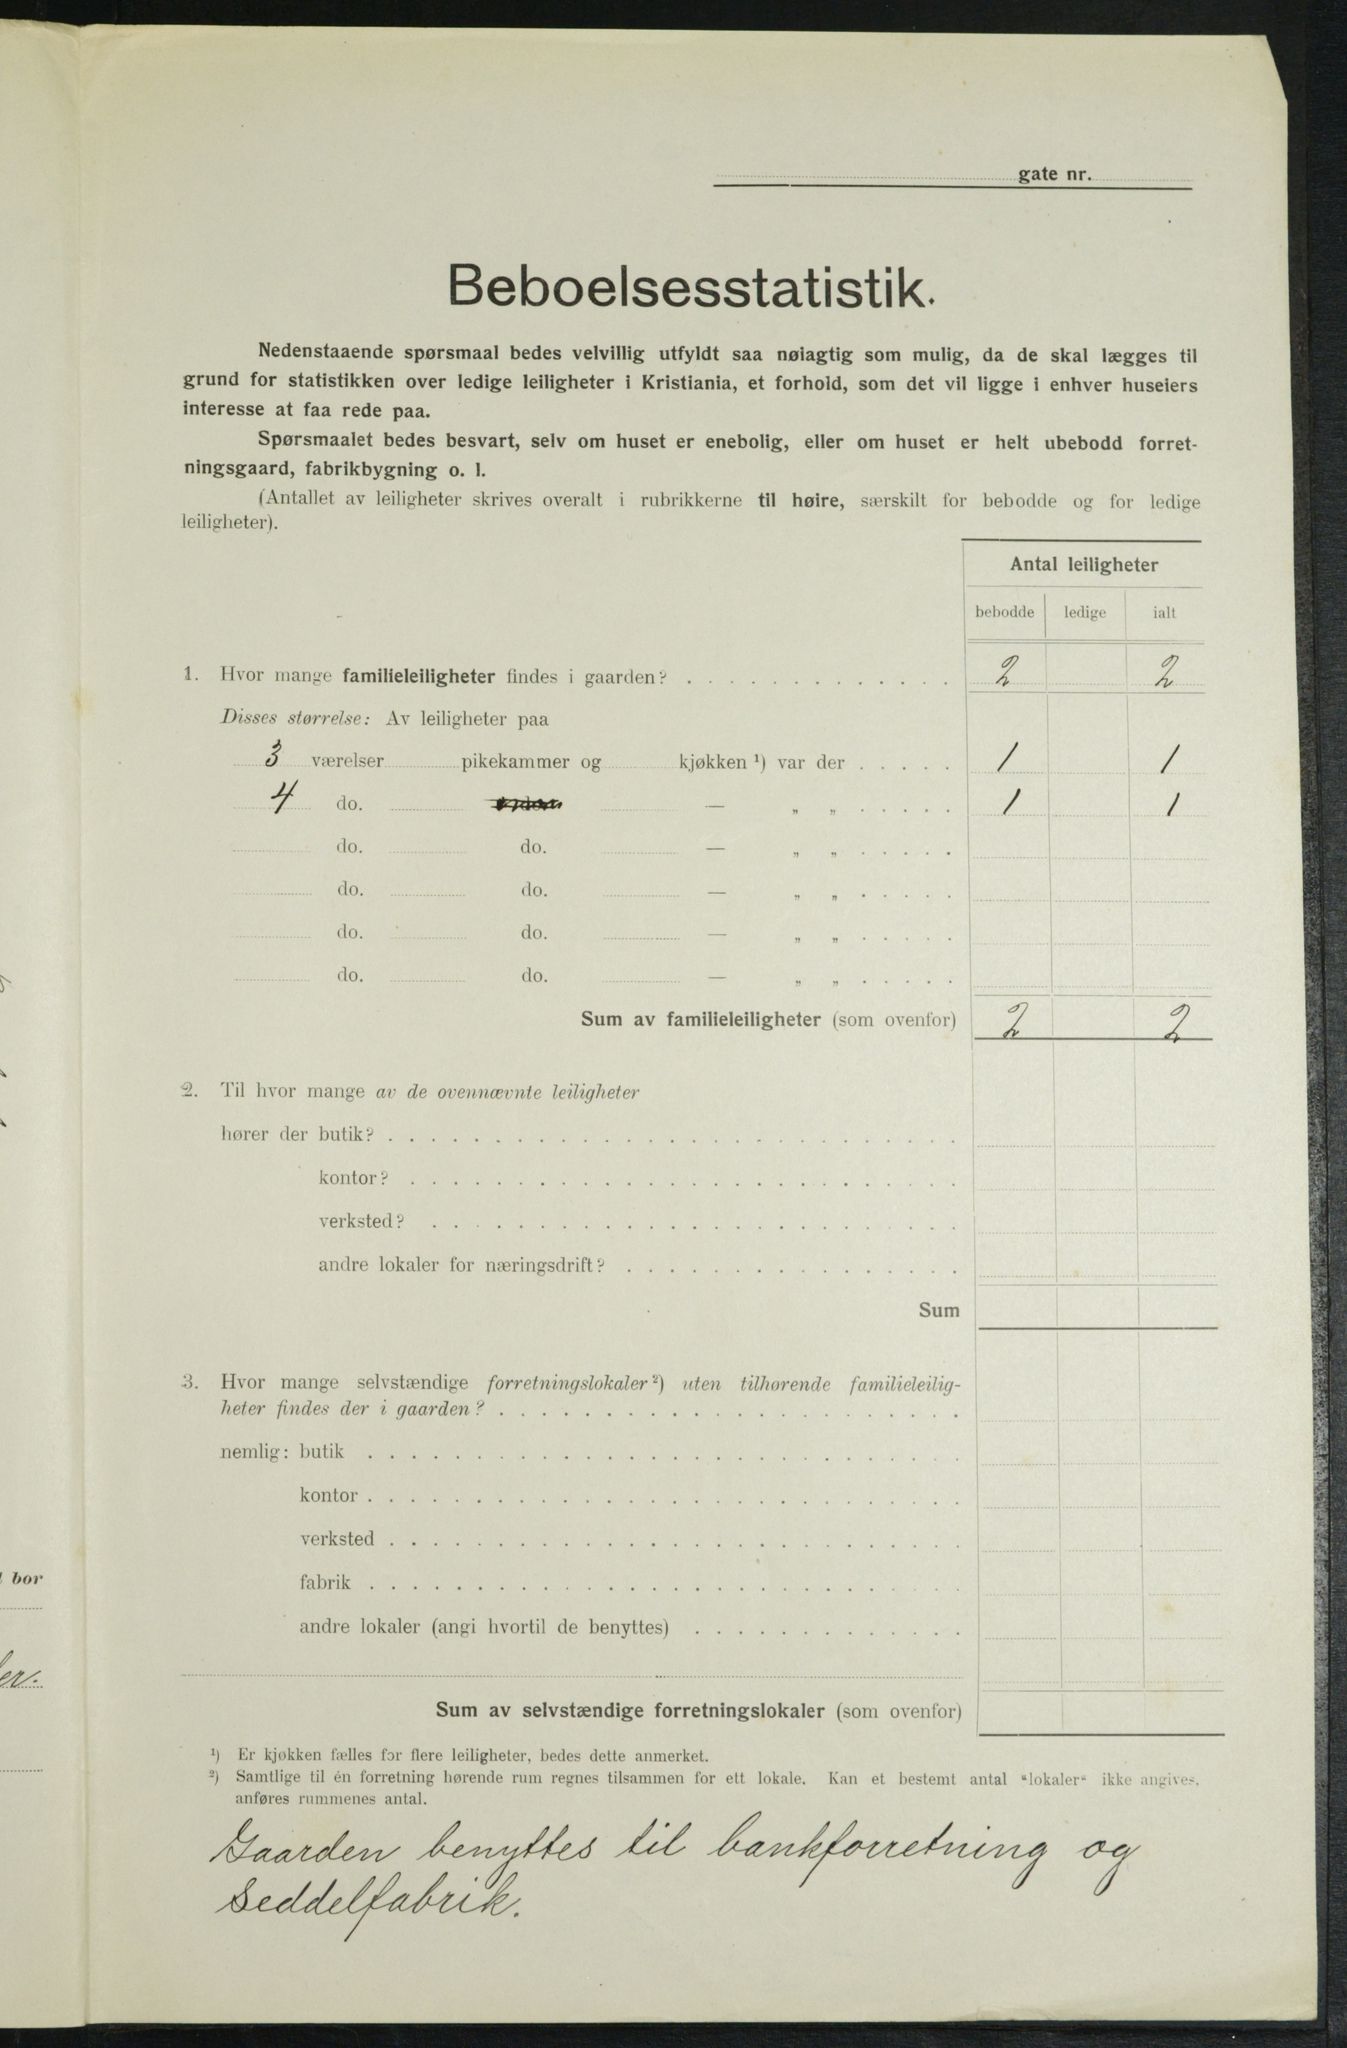 gate nr.
Beboelsesstatistik.
Nedenstaaende spørsmaal bedes velvillig utfyldt saa nøiagtig som mulig, da de skal lægges til
grund for statistikken over ledige leiligheter i Kristiania, et forhold, som det vil ligge i enhver huseiers
interesse at faa rede paa.
Spørsmaalet bedes besvart, selv om huset er enebolig, eller om huset er helt ubebodd forret-
ningsgaard, fabrikbygning o. l.
(Antallet av leiligheter skrives overalt i rubrikkerne til høire, særskilt for bebodde og for ledige
leiligheter).
Antal leiligheter
bebodde ledige ialt
1. Hvor mange familieleiligheter findes i gaarden? . . . . . . . . . . . . . 2 2
Disses størrelse: Av leiligheter paa
3 værelser pikekammer og kjøkken ¹) var der . . . . . 1 1
4 do. — „ „ . . . . . 1 1
do. do. — „ „ . . . . .
do. do. — „ „ . . . . .
do. do. — „ „ . . . . .
do. do. — „ „ . . . . .
Sum av familieleiligheter (som ovenfor) 2 2
2. Til hvor mange av de ovennævnte leiligheter
hører der butik? . . . . . . . . . . . . . . . . . . . . . . . . . .
kontor? . . . . . . . . . . . . . . . . . . . . . . . . .
verksted? . . . . . . . . . . . . . . . . . . . . . . . .
andre lokaler for næringsdrift? . . . . . . . . . . . . . . . .
Sum
3. Hvor mange selvstændige forretningslokaler ²) uten tilhørende familieleilig-
heter findes der i gaarden? . . . . . . . . . . . . . . . . . . . . .
nemlig: butik . . . . . . . . . . . . . . . . . . . . . . . . . . .
kontor . . . . . . . . . . . . . . . . . . . . . . . . . . .
verksted . . . . . . . . . . . . . . . . . . . . . . . . . .
fabrik . . . . . . . . . . . . . . . . . . . . . . . . . . .
andre lokaler (angi hvortil de benyttes) . . . . . . . . . . . . .
Sum av selvstændige forretningslokaler (som ovenfor)
¹) Er kjøkken fælles for flere leiligheter, bedes dette anmerket.
²) Samtlige til én forretning hørende rum regnes tilsammen for ett lokale. Kan et bestemt antal "lokaler" ikke angives,
anføres rummenes antal.
Gaarden benyttes til bankforretning og
seddelfabrik.
bor